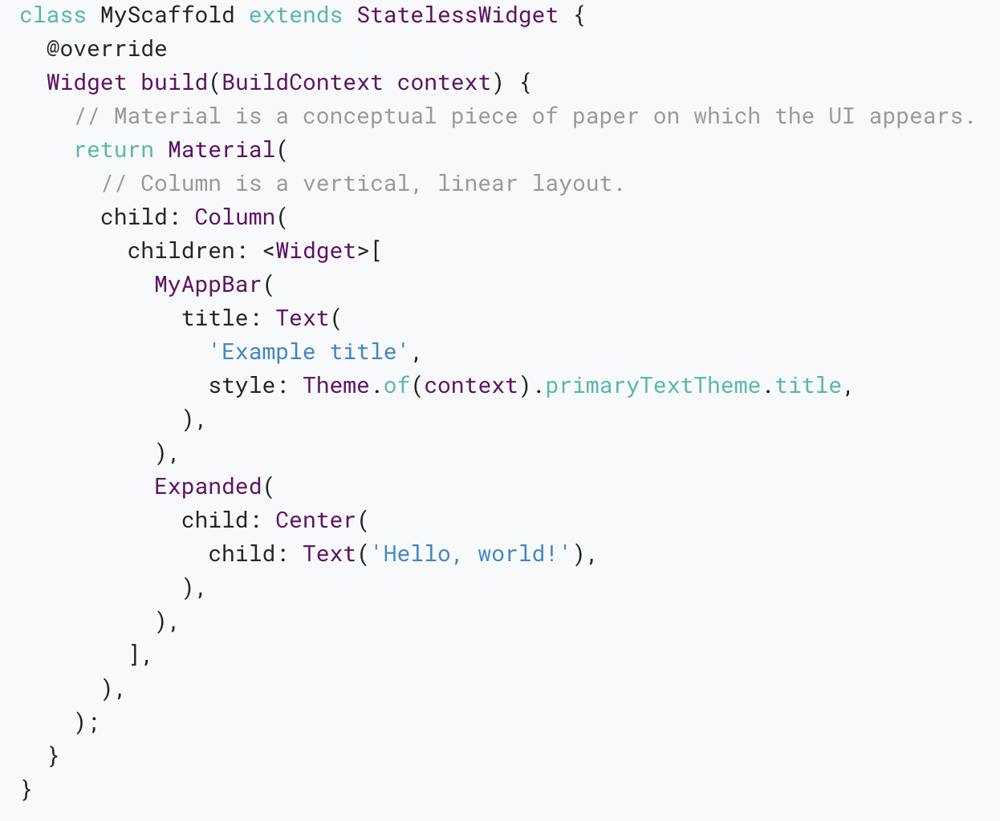 class MyScaffold extends StatelessWidget {
  @override
  Widget build(BuildContext context) {
    // Material is a conceptual piece of paper on which the UI appears.
    return Material(
      // Column is a vertical, linear layout.
      child: Column(
        children: <Widget>[
          MyAppBar(
            title: Text(
              'Example title',
              style: Theme.of(context).primaryTextTheme.title,
            ),
          ),
          Expanded(
            child: Center(
              child: Text('Hello, world!'),
            ),
          ),
        ],
      ),
    );
  }
}